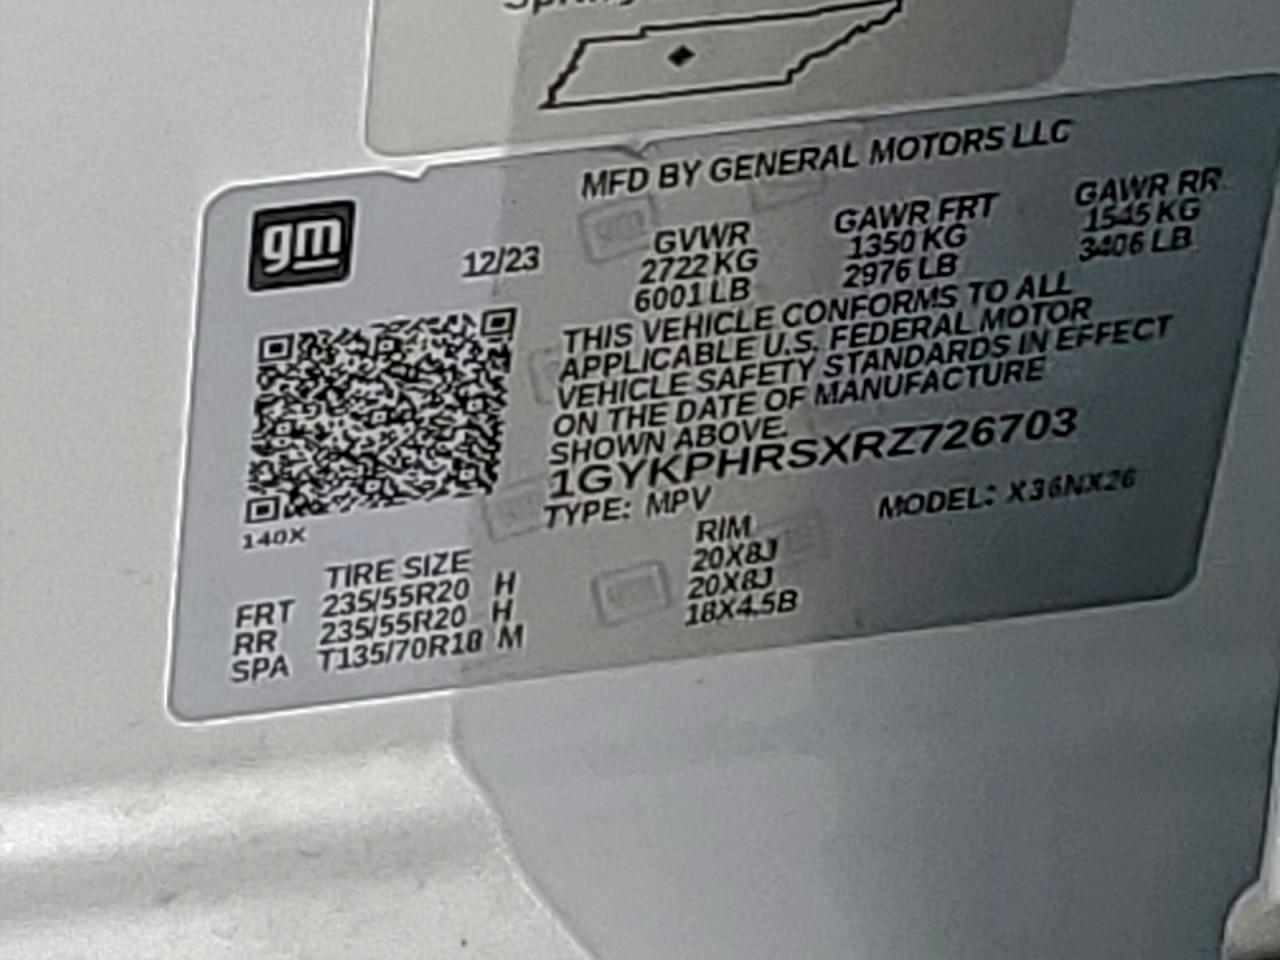 gm
MFD BY GENERAL MOTORS LLC
12/23
GVWR GAWR FRT GAWR RR
2722 KG 1350 KG 1545 KG
6001 LB 2976 LB 3406 LB
THIS VEHICLE CONFORMS TO ALL
APPLICABLE U.S. FEDERAL MOTOR
VEHICLE SAFETY STANDARDS IN EFFECT
ON THE DATE OF MANUFACTURE
SHOWN ABOVE.
1GYKPHRSXRZ726703
TYPE: MPV MODEL: X36NX26
140X
TIRE SIZE RIM
FRT 235/55R20 H 20X8J
RR 235/55R20 H 20X8J
SPA T135/70R18 M 18X4.5B